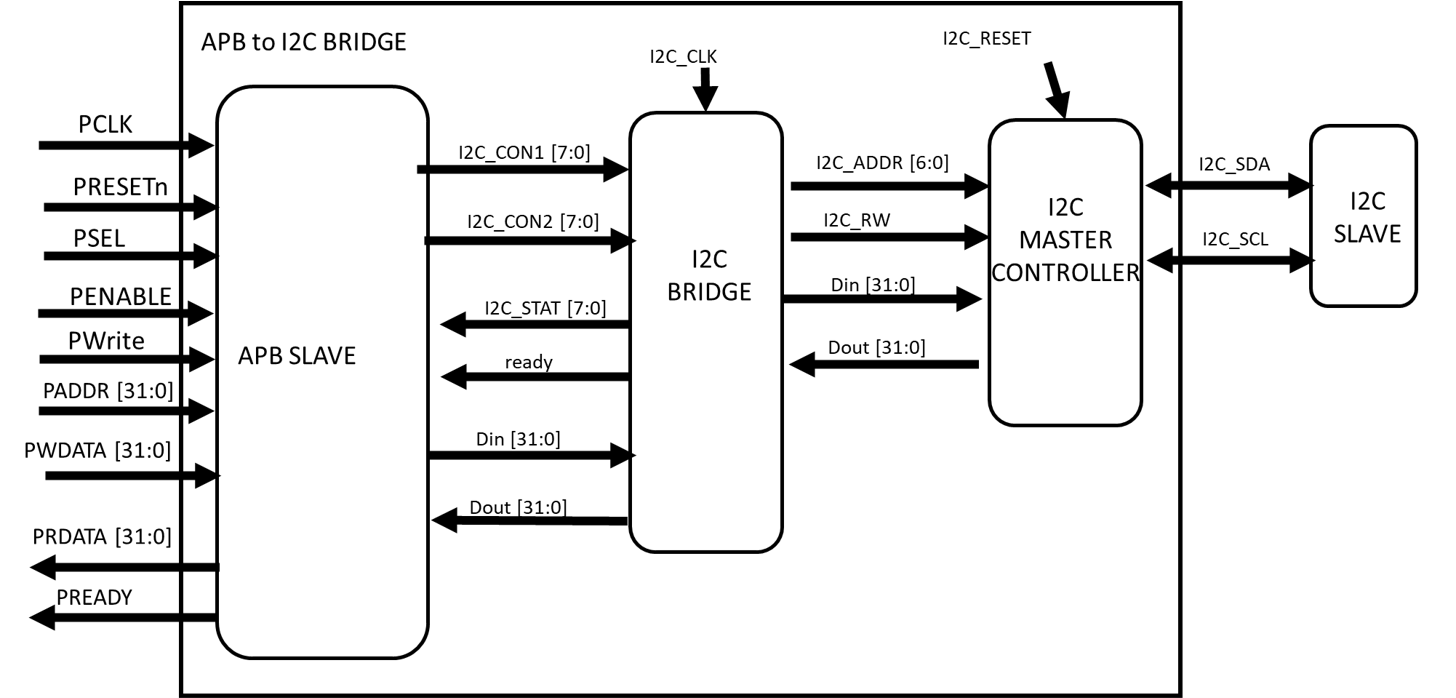 APB to I2C BRIDGE
I2C_CLK
I2C_RESET
PCLK
PRESETn
PSEL
PENABLE
PWrite
PADDR [31:0]
PWDATA [31:0]
PRDATA [31:0]
PREADY
APB SLAVE
I2C_CON1 [7:0]
I2C_CON2 [7:0]
I2C_STAT [7:0]
ready
Din [31:0]
Dout [31:0]
I2C
BRIDGE
I2C_ADDR [6:0]
I2C_RW
Din [31:0]
Dout [31:0]
I2C
MASTER
CONTROLLER
I2C_SDA
I2C_SCL
I2C
SLAVE